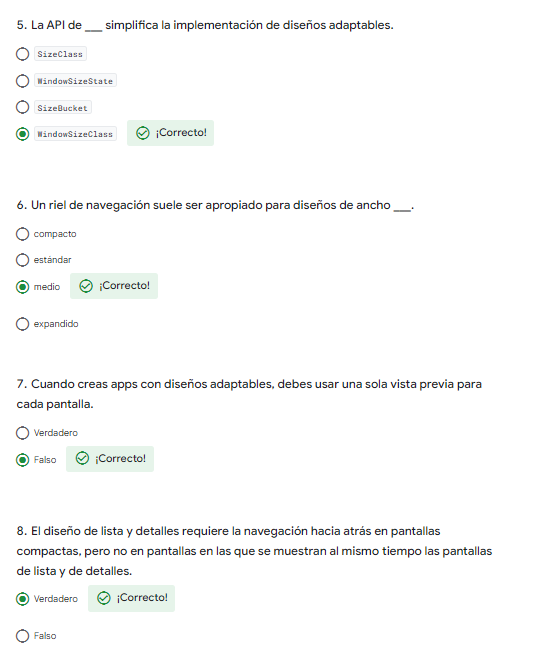 5. La API de ___ simplifica la implementación de diseños adaptables.
SizeClass
WindowSizeState
SizeBucket
WindowSizeClass ¡Correcto!
6. Un riel de navegación suele ser apropiado para diseños de ancho ___.
compacto
estándar
medio ¡Correcto!
expandido
7. Cuando creas apps con diseños adaptables, debes usar una sola vista previa para
cada pantalla.
Verdadero
Falso ¡Correcto!
8. El diseño de lista y detalles requiere la navegación hacia atrás en pantallas
compactas, pero no en pantallas en las que se muestran al mismo tiempo las pantallas
de lista y de detalles.
Verdadero ¡Correcto!
Falso